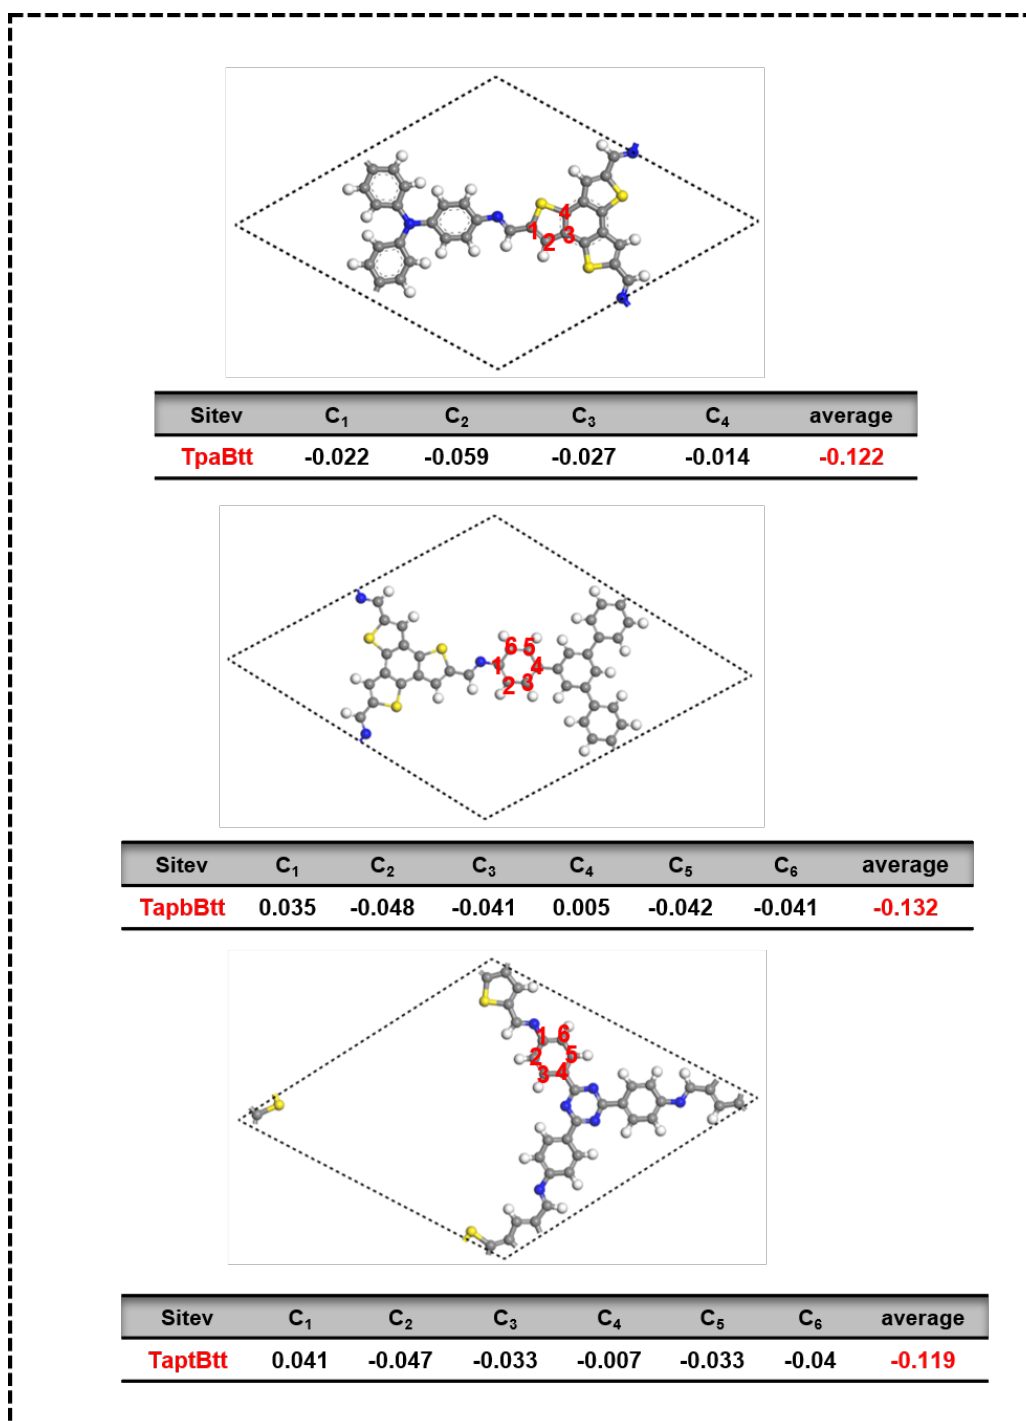 4
1
3
2
Sitev C₁ C₂ C₃ C₄ average
TpaBtt -0.022 -0.059 -0.027 -0.014 -0.122
6 5
1 4
2 3
Sitev C₁ C₂ C₃ C₄ C₅ C₆ average
TapbBtt 0.035 -0.048 -0.041 0.005 -0.042 -0.041 -0.132
1 6
2 5
3 4
Sitev C₁ C₂ C₃ C₄ C₅ C₆ average
TaptBtt 0.041 -0.047 -0.033 -0.007 -0.033 -0.04 -0.119